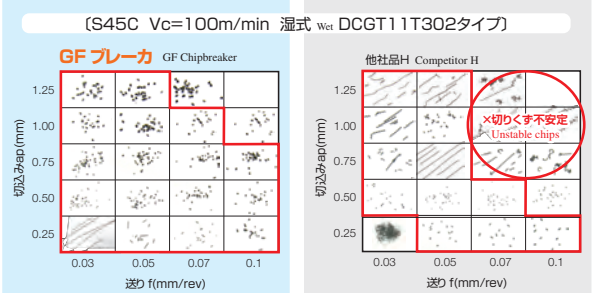 〔S45C Vc=100m/min 湿式 Wet DCGT11T302タイプ〕
GF ブレーカ GF Chipbreaker
切込みap(mm)
1.25
1.00
0.75
0.50
0.25
0.03 0.05 0.07 0.1
送り f(mm/rev)
他社品H Competitor H
切込みap(mm)
1.25
1.00
0.75
0.50
0.25
×切りくず不安定
Unstable chips
0.03 0.05 0.07 0.1
送り f(mm/rev)